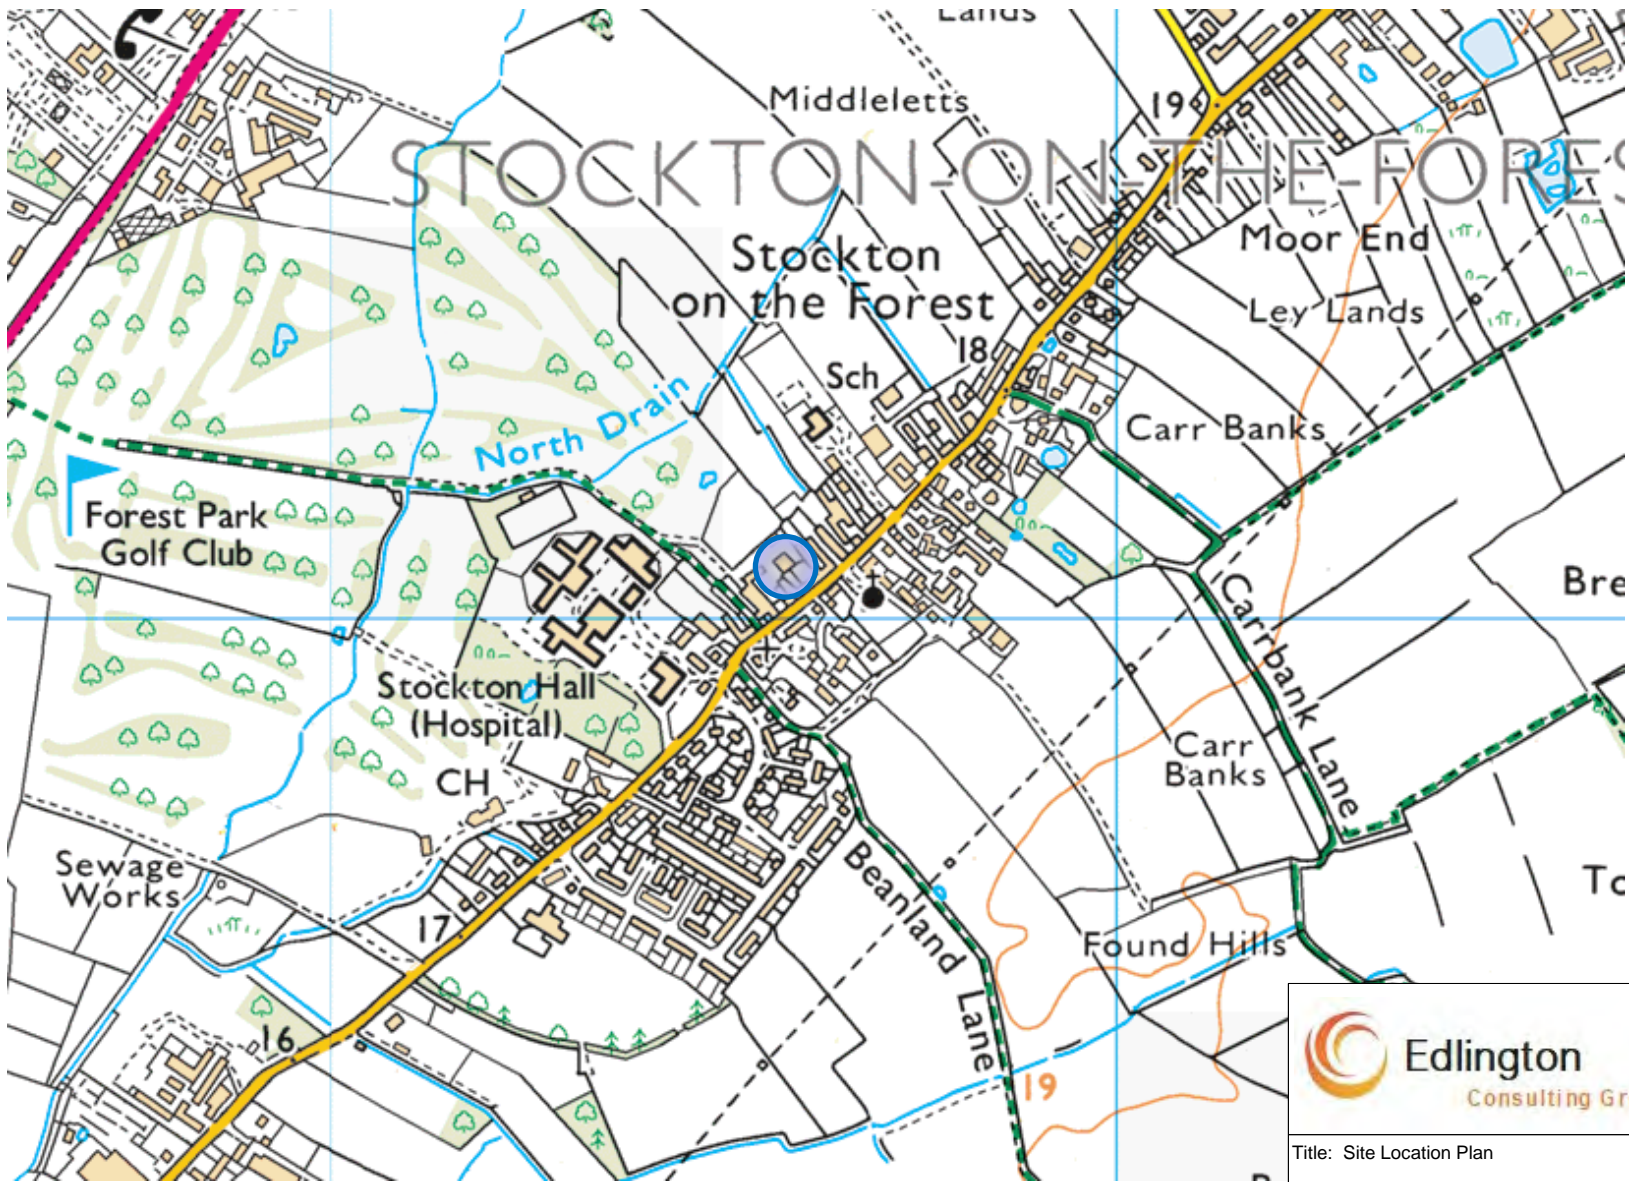 Lands
Middleletts
19
STOCKTON-ON-THE-FORES
Stockton
on the Forest
Moor End
Ley Lands
18
Sch
Carr Banks
North Drain
Forest Park
Golf Club
Bre
Carrbank Lane
Stockton Hall
(Hospital)
Carr
Banks
CH
Sewage
Works
Beanland Lane
To
17
Found Hills
16
19
Edlington
Consulting Gr
Title: Site Location Plan